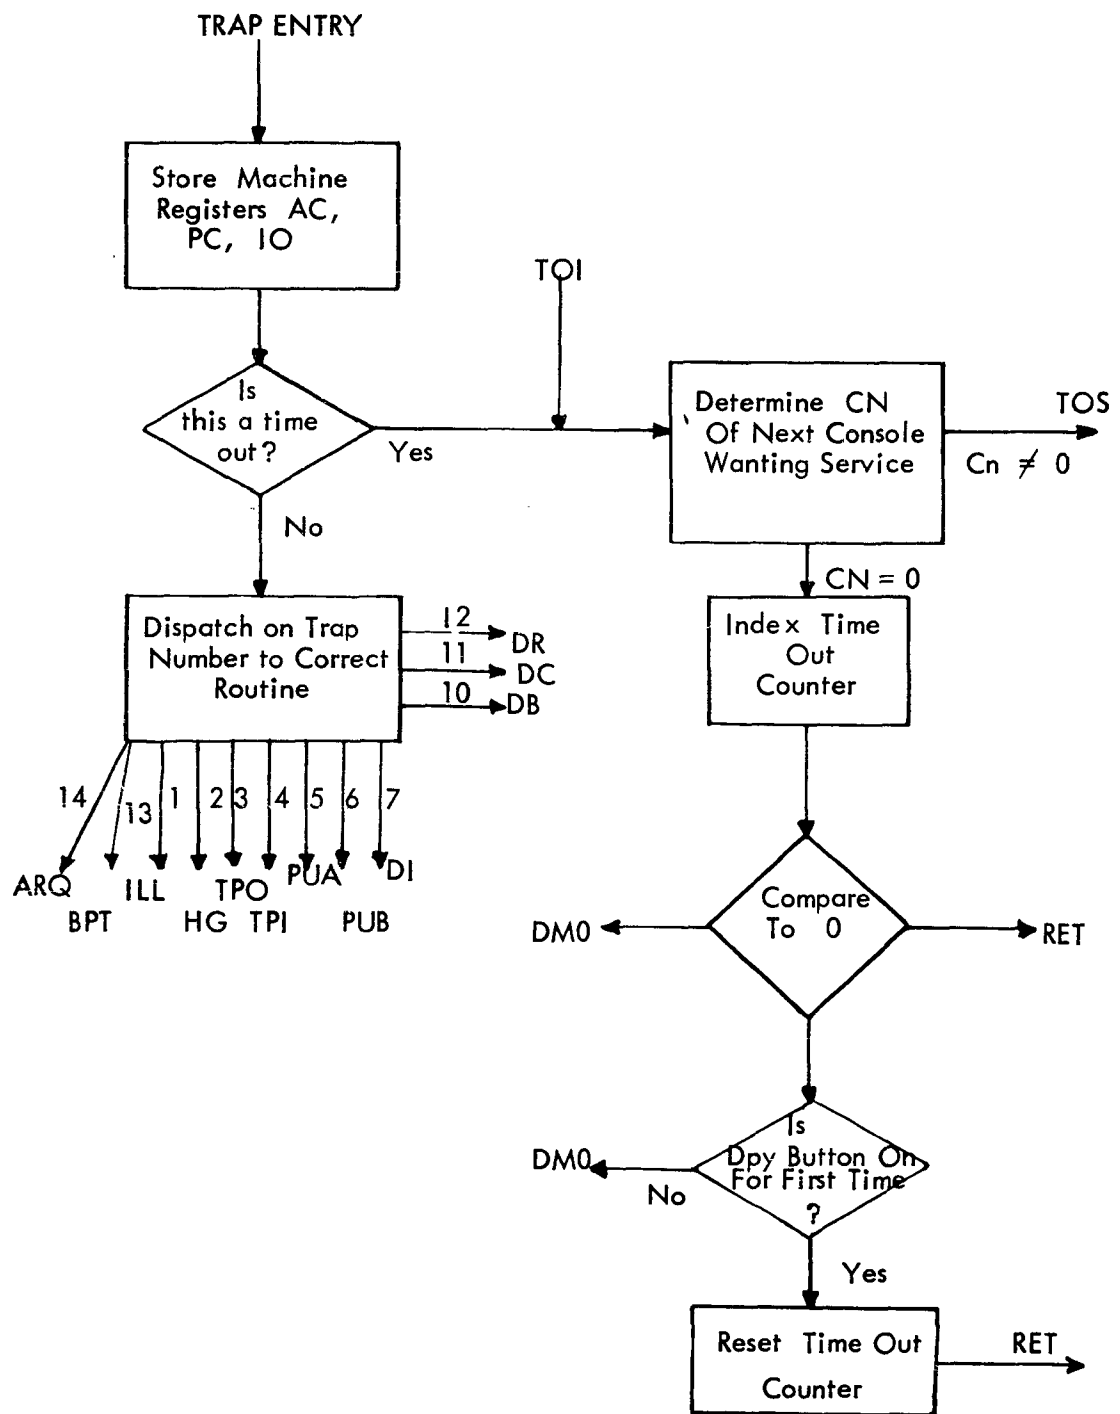 TRAP ENTRY
Store Machine
Registers AC,
PC, IO
TOI
Is
this a time
out?
Yes
No
Determine CN
Of Next Console
Wanting Service
TOS
Cn ≠ 0
CN = 0
Dispatch on Trap
Number to Correct
Routine
12
DR
11
DC
10
DB
14
13
1
2
3
4
5
6
7
ARQ
BPT
ILL
HG
TPO
TPI
PUA
PUB
DI
Index Time
Out
Counter
Compare
To 0
DM0
RET
Is
Dpy Button On
For First Time
?
DM0
No
Yes
Reset Time Out
Counter
RET